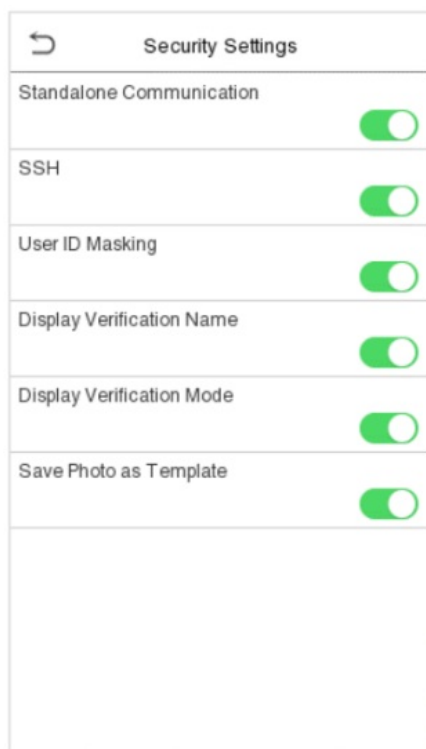 Security Settings
Standalone Communication
SSH
User ID Masking
Display Verification Name
Display Verification Mode
Save Photo as Template